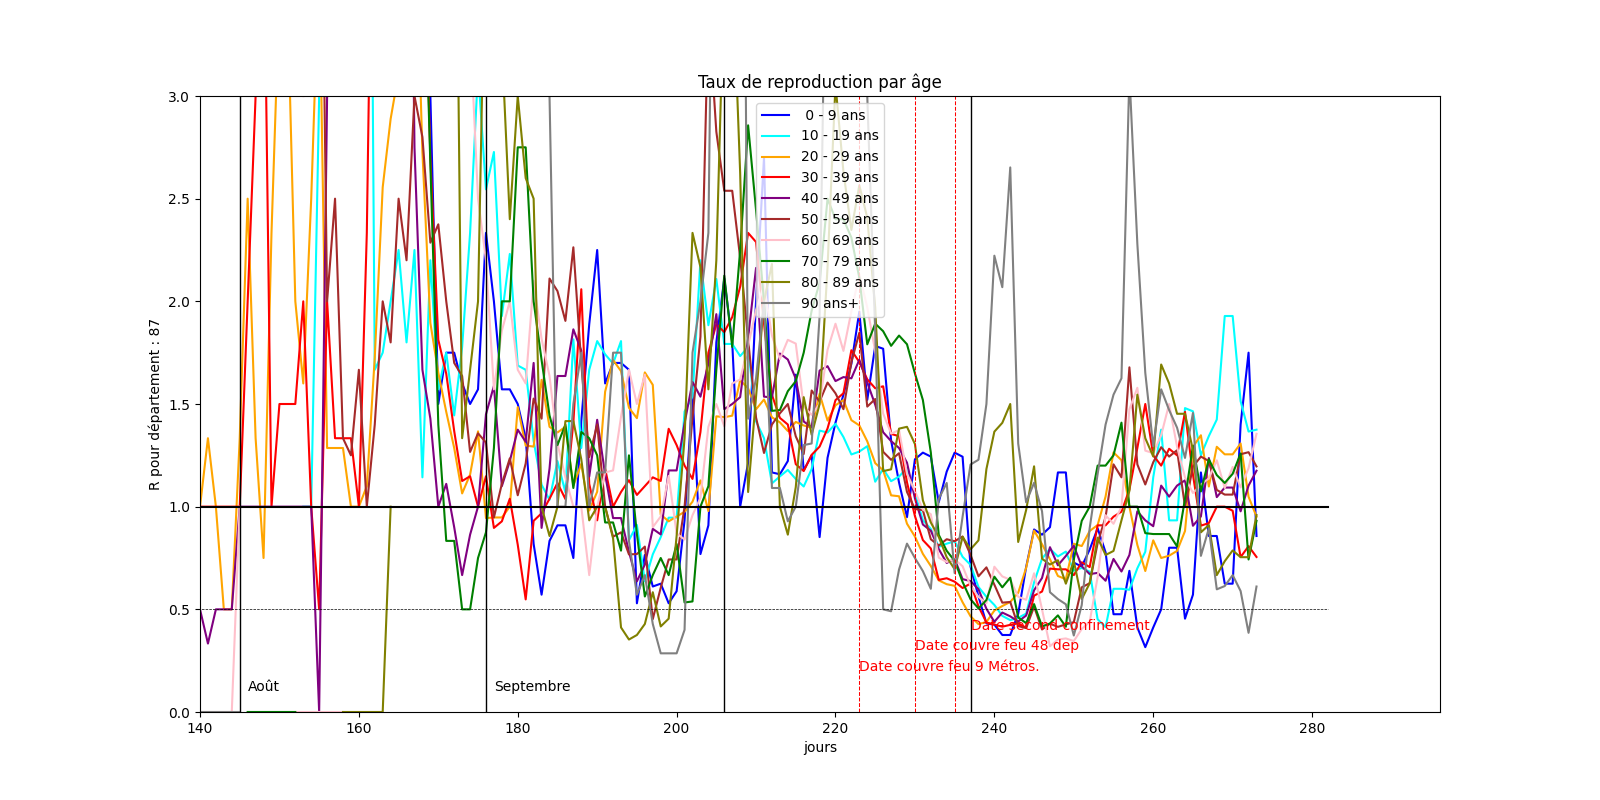 Taux de reproduction par âge
3.0
2.5
2.0
1.5
1.0
0.5
0.0
R pour département : 87
0 - 9 ans
10 - 19 ans
20 - 29 ans
30 - 39 ans
40 - 49 ans
50 - 59 ans
60 - 69 ans
70 - 79 ans
80 - 89 ans
90 ans+
Date second confinement
Date couvre feu 48 dep
Date couvre feu 9 Métros.
Août
Septembre
140 160 180 200 220 240 260 280
jours